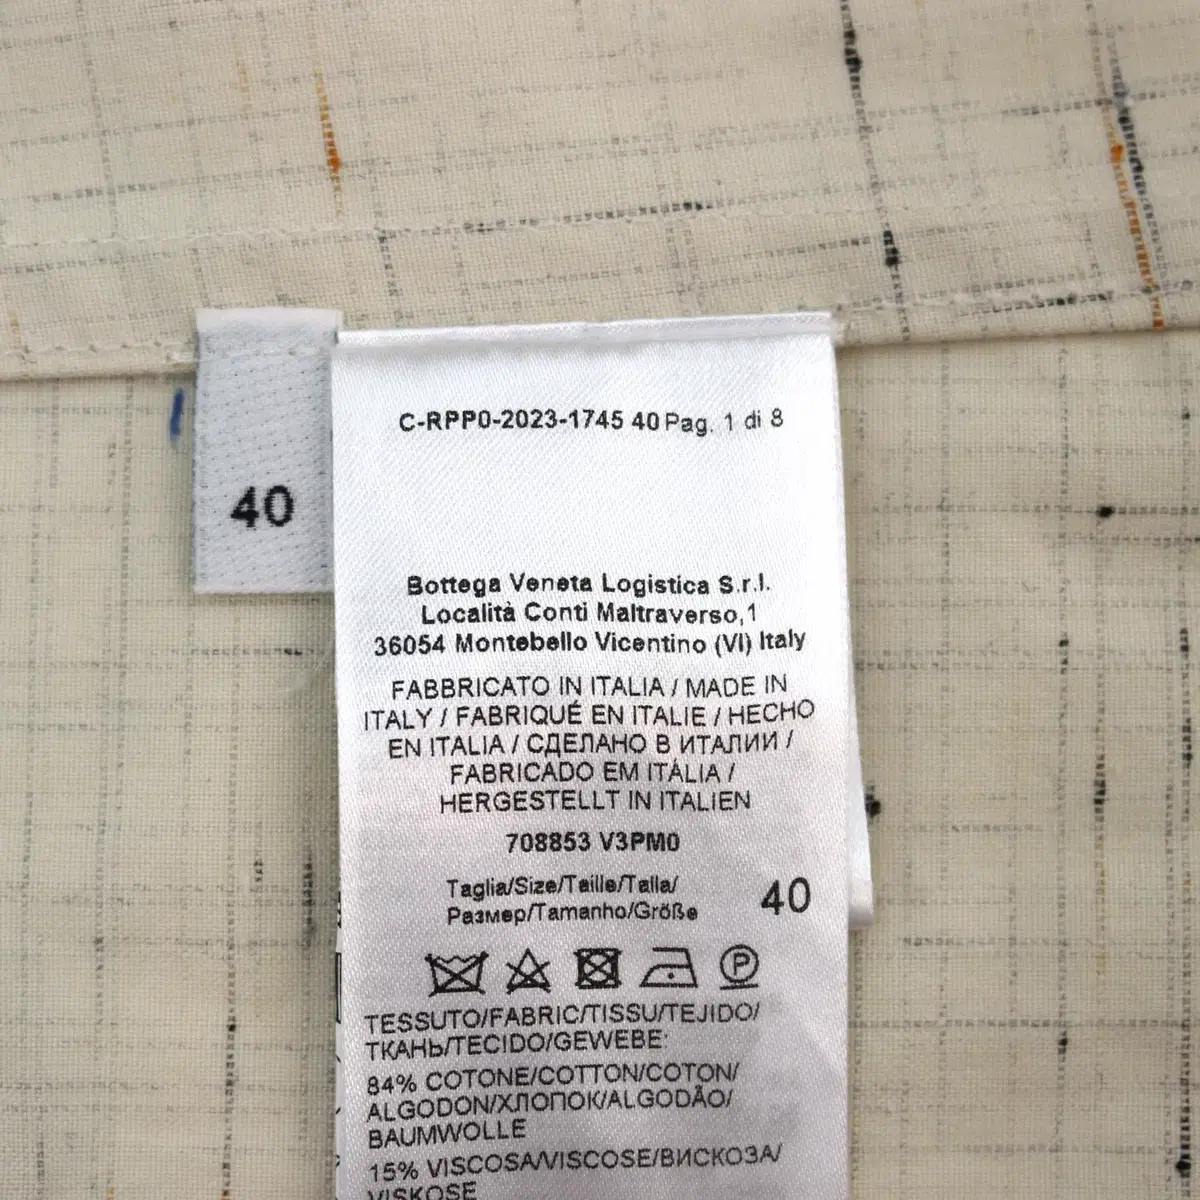 40
C-RPP0-2023-1745 40 Pag. 1 di 8
Bottega Veneta Logistica S.r.l.
Località Conti Maltraverso,1
36054 Montebello Vicentino (VI) Italy
FABBRICATO IN ITALIA / MADE IN
ITALY / FABRIQUÉ EN ITALIE / HECHO
EN ITALIA / СДЕЛАНО В ИТАЛИИ /
FABRICADO EM ITÁLIA /
HERGESTELLT IN ITALIEN
708853 V3PM0
Taglia/Size/Taille/Talla/
Размер/Tamanho/Größe
40
P
TESSUTO/FABRIC/TISSU/TEJIDO/
ТКАНЬ/TECIDO/GEWEBE:
84% COTONE/COTTON/COTON/
ALGODON/ХЛОПОК/ALGODÃO/
BAUMWOLLE
15% VISCOSA/VISCOSE/ВИСКОЗА/
VISKOSE